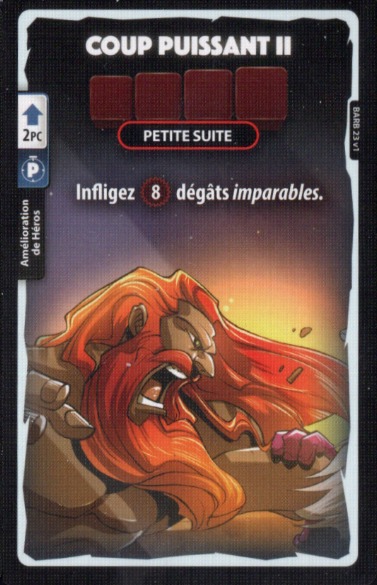 COUP PUISSANT II
PETITE SUITE
2PC
P
Amélioration
de Héros
BARB 23 v1
Infligez 8 dégâts imparables.